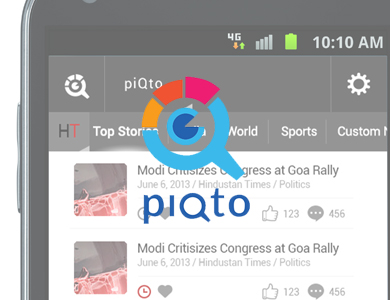 4G 10:10 AM
piQto
HT Top Stories World Sports Custom
Modi Critisizes Congress at Goa Rally
June 6, 2013 / Hindustan Times / Politics
123 456
piQto
Modi Critisizes Congress at Goa Rally
June 6, 2013 / Hindustan Times / Politics
123 456